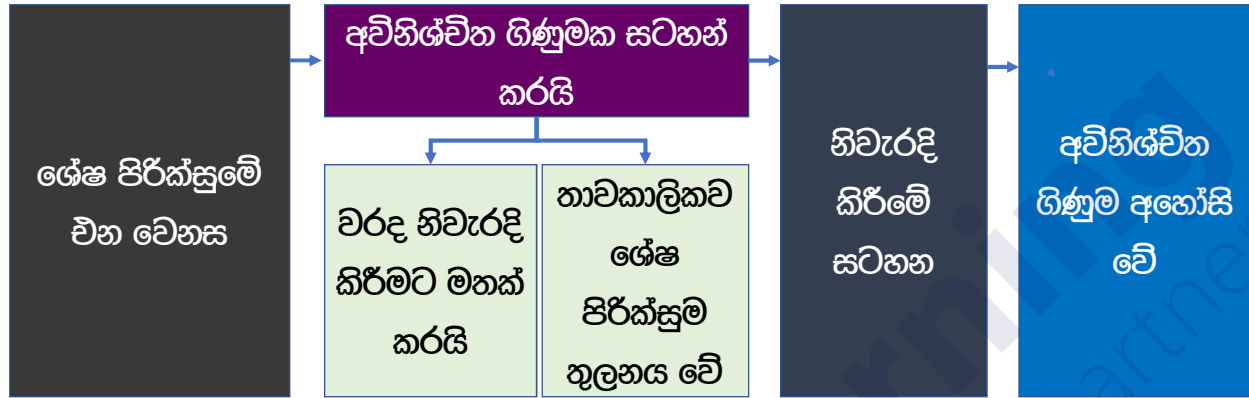 ශේෂ පිරික්සුමේ
එන වෙනස
අවිනිශ්චිත ගිණුමක සටහන්
කරයි
වරද නිවැරදි
කිරීමට මතක්
කරයි
තාවකාලිකව
ශේෂ
පිරික්සුම
තුලනය වේ
නිවැරදි
කිරීමේ
සටහන
අවිනිශ්චිත
ගිණුම අහෝසි
වේ